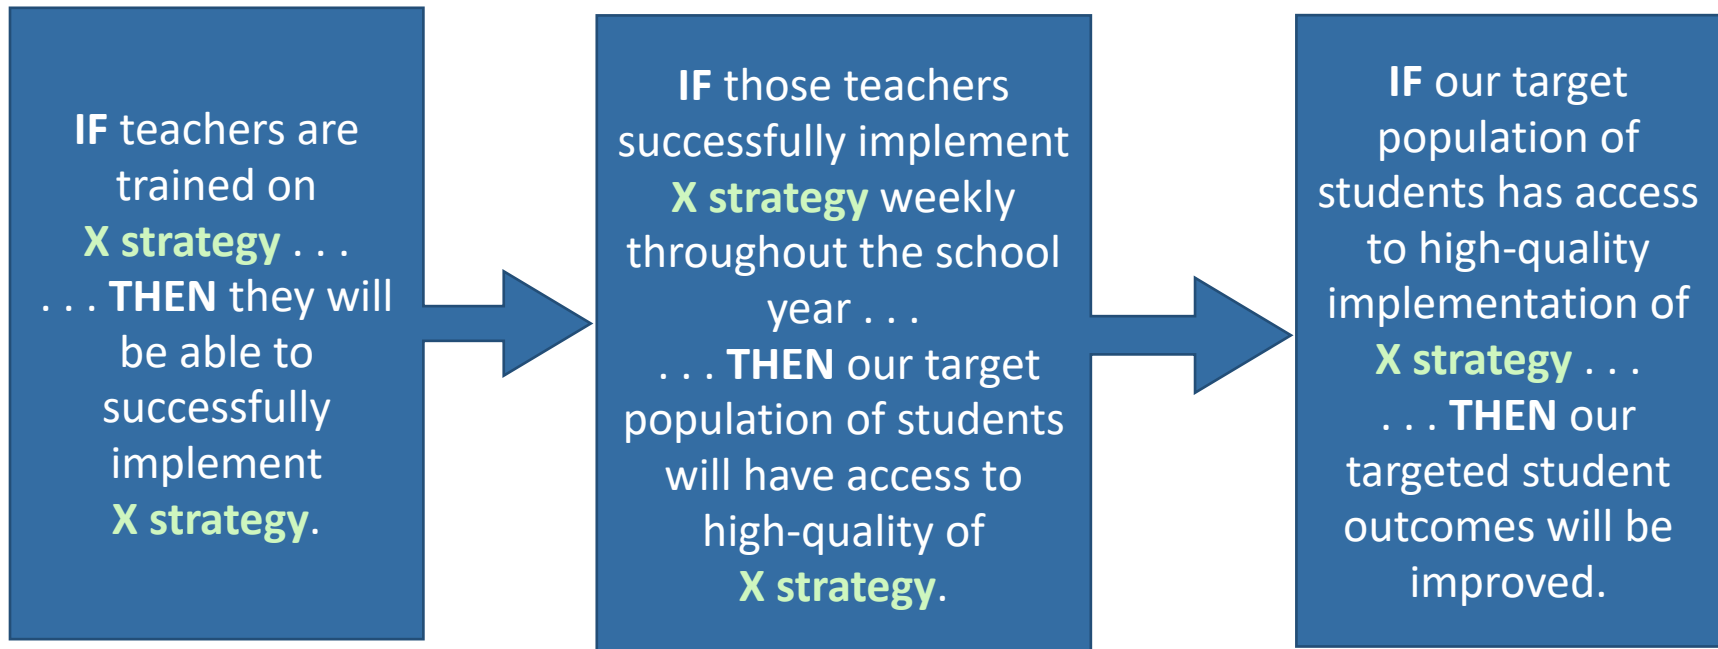 IF teachers are
trained on
X strategy . . .
. . . THEN they will
be able to
successfully
implement
X strategy.
IF those teachers
successfully implement
X strategy weekly
throughout the school
year . . .
. . . THEN our target
population of students
will have access to
high-quality of
X strategy.
IF our target
population of
students has access
to high-quality
implementation of
X strategy . . .
. . . THEN our
targeted student
outcomes will be
improved.